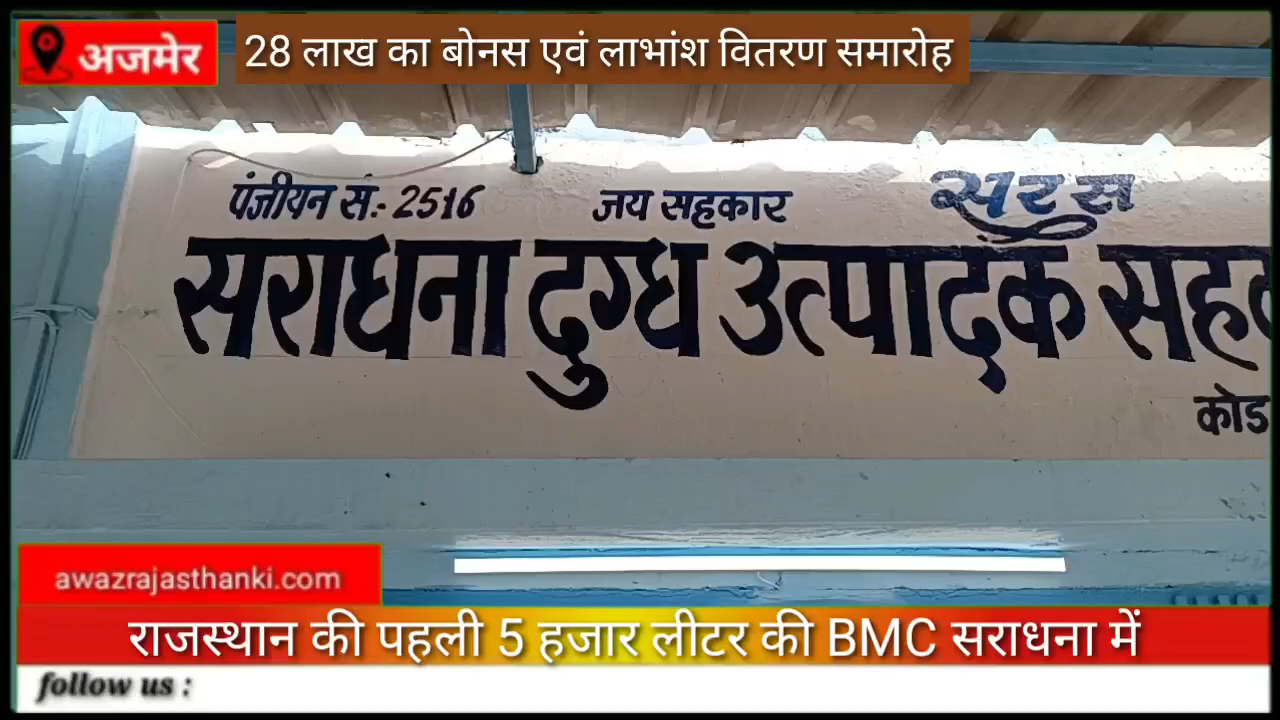 अजमेर
28 लाख का बोनस एवं लाभांश वितरण समारोह
पंजीयन सं:- 2516 जय सहकार सरस
सराधना दुग्ध उत्पादक
कोड
awazrajasthanki.com
राजस्थान की पहली 5 हजार लीटर की BMC सराधना में
follow us :